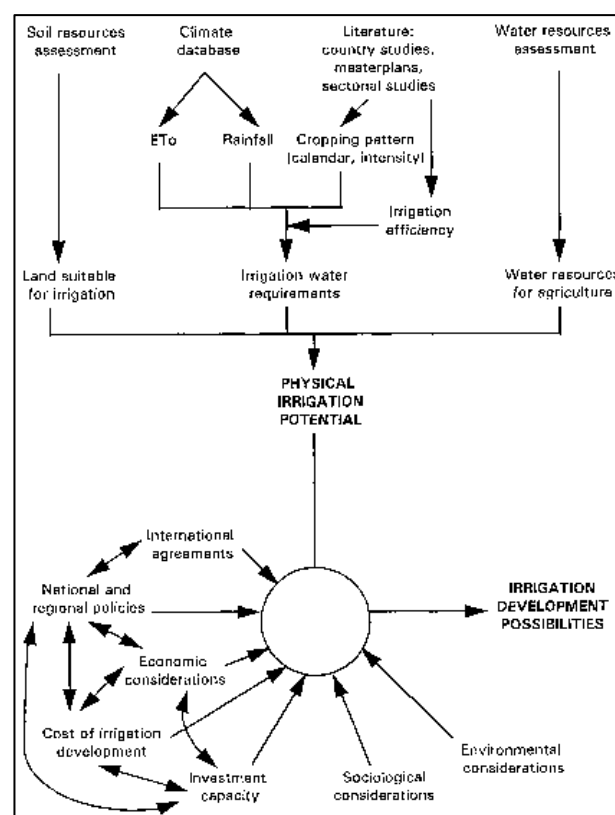 Soil resources
assessment
Climate
database
Literature:
country studies,
masterplans,
sectoral studies
Water resources
assessment
ETo
Rainfall
Cropping pattern
(calendar, intensity)
Irrigation
efficiency
Land suitable
for irrigation
Irrigation water
requirements
Water resources
for agriculture
PHYSICAL
IRRIGATION
POTENTIAL
International
agreements
National and
regional policies
IRRIGATION
DEVELOPMENT
POSSIBILITIES
Economic
considerations
Cost of irrigation
development
Investment
capacity
Sociological
considerations
Environmental
considerations